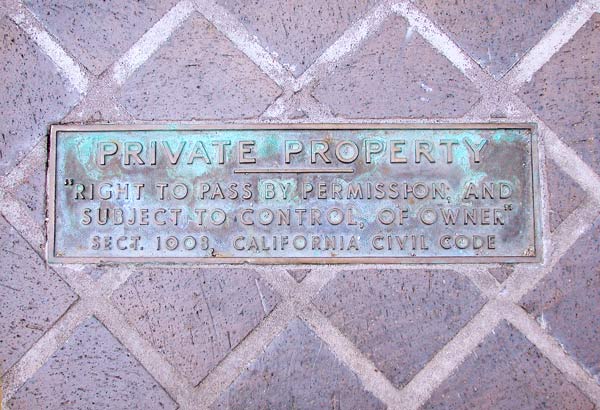 PRIVATE PROPERTY
"RIGHT TO PASS BY PERMISSION, AND
SUBJECT TO CONTROL, OF OWNER"
SECT. 1008, CALIFORNIA CIVIL CODE